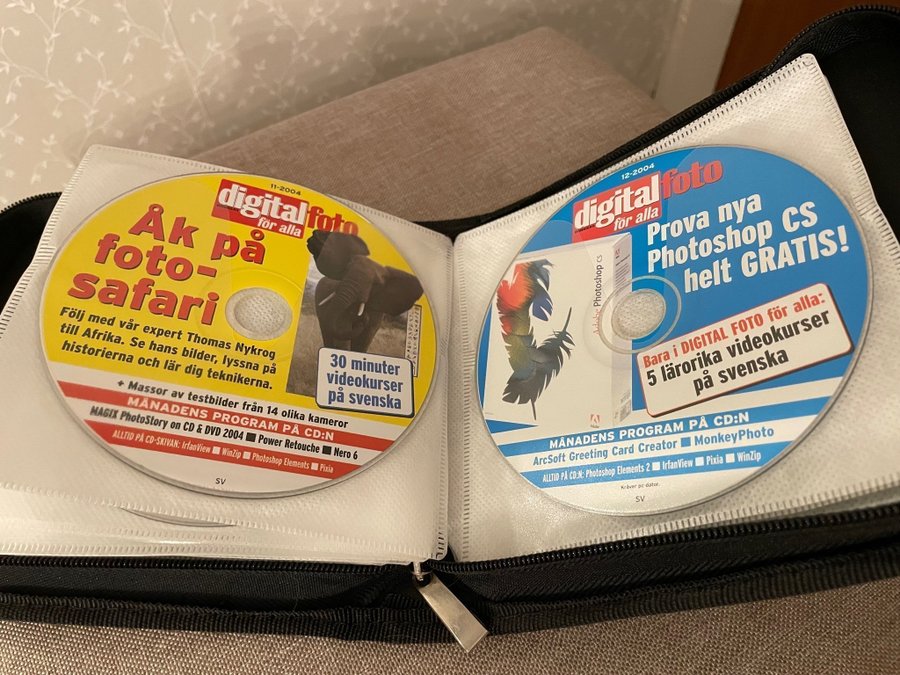 11-2004
digitalfoto
för alla
Åk på
foto-
safari
Följ med vår expert Thomas Nykrog
till Afrika. Se hans bilder, lyssna på
historierna och lär dig teknikerna.
30 minuter
videokurser
på svenska
+ Massor av testbilder från 14 olika kameror
MÅNADENS PROGRAM PÅ CD:N
MAGIX PhotoStory on CD & DVD 2004 ■ Power Retouche ■ Nero 6
ALLTID PÅ CD-SKIVAN: IrfanView ■ WinZip ■ Photoshop Elements ■ Pixia
SV
12-2004
digitalfoto
för alla
Prova nya
Photoshop CS
helt GRATIS!
Adobe Photoshop CS
Bara i DIGITAL FOTO för alla:
5 lärorika videokurser
på svenska
MÅNADENS PROGRAM PÅ CD:N
ArcSoft Greeting Card Creator ■ MonkeyPhoto
ALLTID PÅ CD:N: Photoshop Elements 2 ■ IrfanView ■ Pixia ■ WinZip
Kräver pc dator.
SV